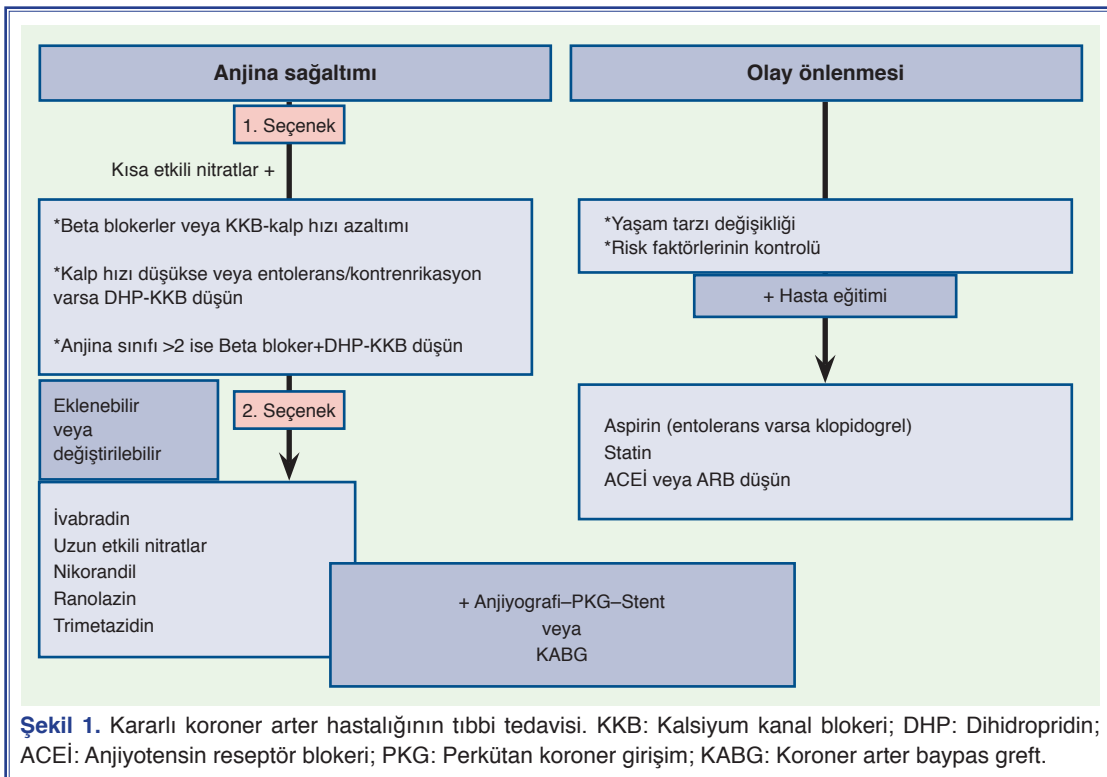 Anjina sağaltımı
1. Seçenek
Kısa etkili nitratlar +
*Beta blokerler veya KKB-kalp hızı azaltımı
*Kalp hızı düşükse veya entolerans/kontrenrikasyon
varsa DHP-KKB düşün
*Anjina sınıfı >2 ise Beta bloker+DHP-KKB düşün
Eklenebilir
veya
değiştirilebilir
2. Seçenek
İvabradin
Uzun etkili nitratlar
Nikorandil
Ranolazin
Trimetazidin
+ Anjiyografi–PKG–Stent
veya
KABG
Olay önlenmesi
*Yaşam tarzı değişikliği
*Risk faktörlerinin kontrolü
+ Hasta eğitimi
Aspirin (entolerans varsa klopidogrel)
Statin
ACEİ veya ARB düşün
Şekil 1. Kararlı koroner arter hastalığının tıbbi tedavisi. KKB: Kalsiyum kanal blokeri; DHP: Dihidropridin;
ACEİ: Anjiyotensin reseptör blokeri; PKG: Perkütan koroner girişim; KABG: Koroner arter baypas greft.